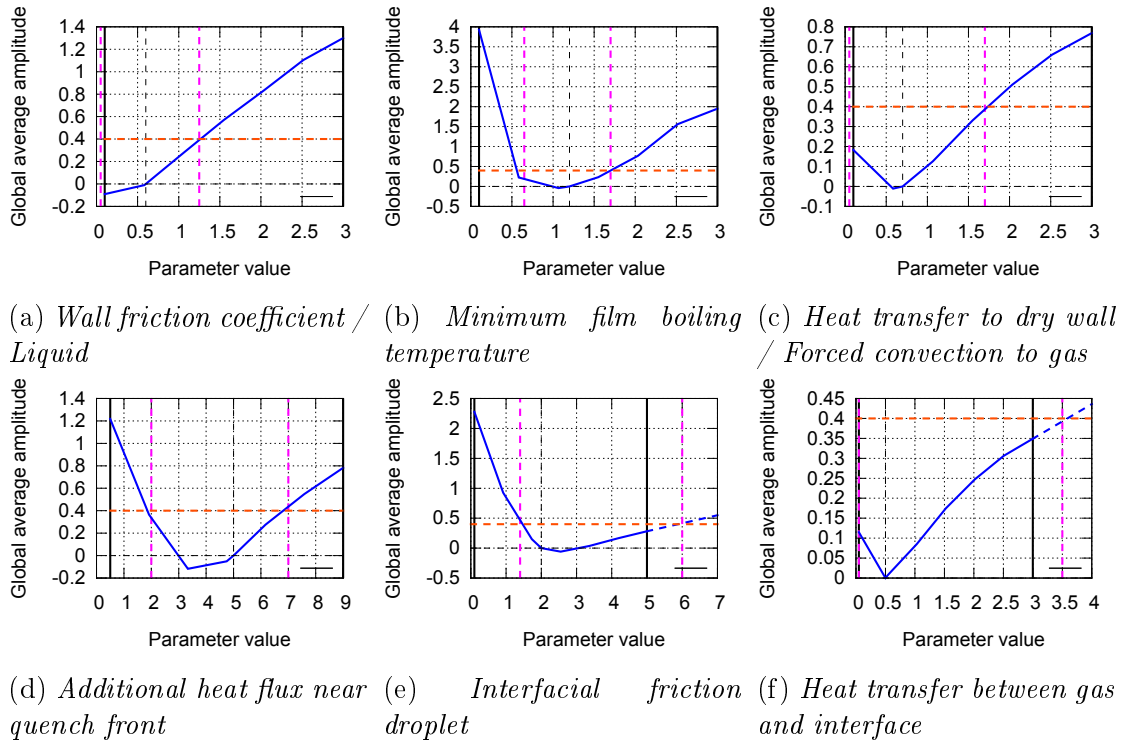 Global average amplitude
1.4
1.2
1
0.8
0.6
0.4
0.2
0
-0.2
0 0.5 1 1.5 2 2.5 3
Parameter value
(a) Wall friction coefficient /
Liquid
Global average amplitude
4
3.5
3
2.5
2
1.5
1
0.5
0
-0.5
0 0.5 1 1.5 2 2.5 3
Parameter value
(b) Minimum film boiling
temperature
Global average amplitude
0.8
0.7
0.6
0.5
0.4
0.3
0.2
0.1
0
-0.1
0 0.5 1 1.5 2 2.5 3
Parameter value
(c) Heat transfer to dry wall
/ Forced convection to gas
Global average amplitude
1.4
1.2
1
0.8
0.6
0.4
0.2
0
-0.2
0 1 2 3 4 5 6 7 8 9
Parameter value
(d) Additional heat flux near
quench front
Global average amplitude
2.5
2
1.5
1
0.5
0
-0.5
0 1 2 3 4 5 6 7
Parameter value
(e) Interfacial friction
droplet
Global average amplitude
0.45
0.4
0.35
0.3
0.25
0.2
0.15
0.1
0.05
0
0 0.5 1 1.5 2 2.5 3 3.5 4
Parameter value
(f) Heat transfer between gas
and interface